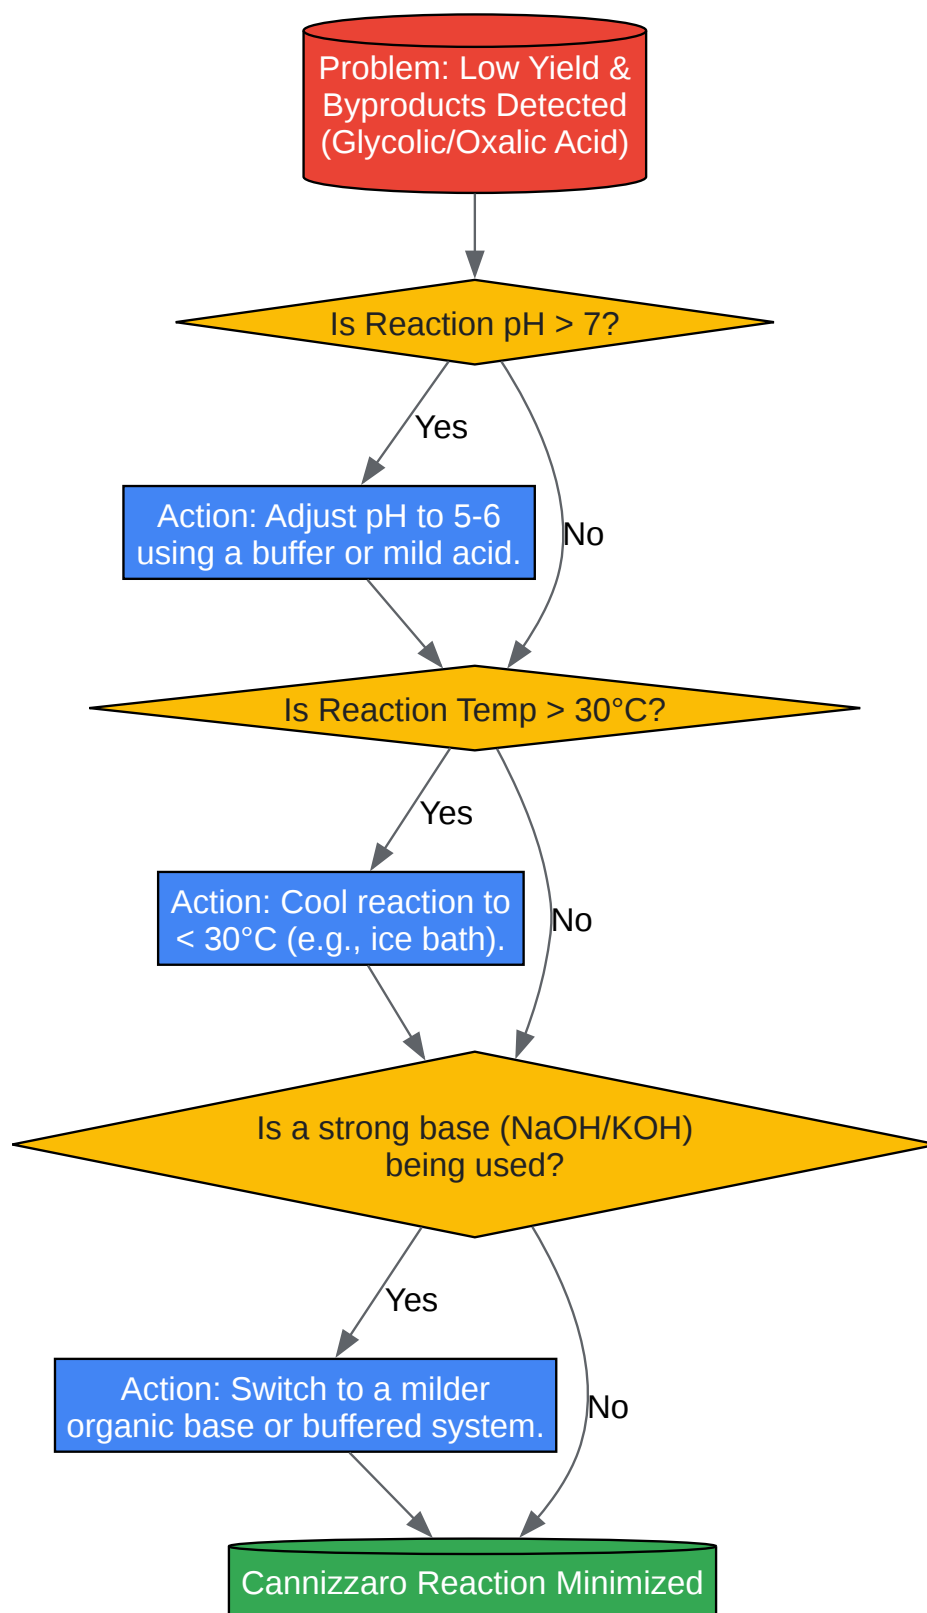 Problem: Low Yield &
Byproducts Detected
(Glycolic/Oxalic Acid)
Is Reaction pH > 7?
Yes
Action: Adjust pH to 5-6
using a buffer or mild acid.
No
Is Reaction Temp > 30°C?
Yes
Action: Cool reaction to
< 30°C (e.g., ice bath).
No
Is a strong base (NaOH/KOH)
being used?
Yes
Action: Switch to a milder
organic base or buffered system.
No
Cannizzaro Reaction Minimized